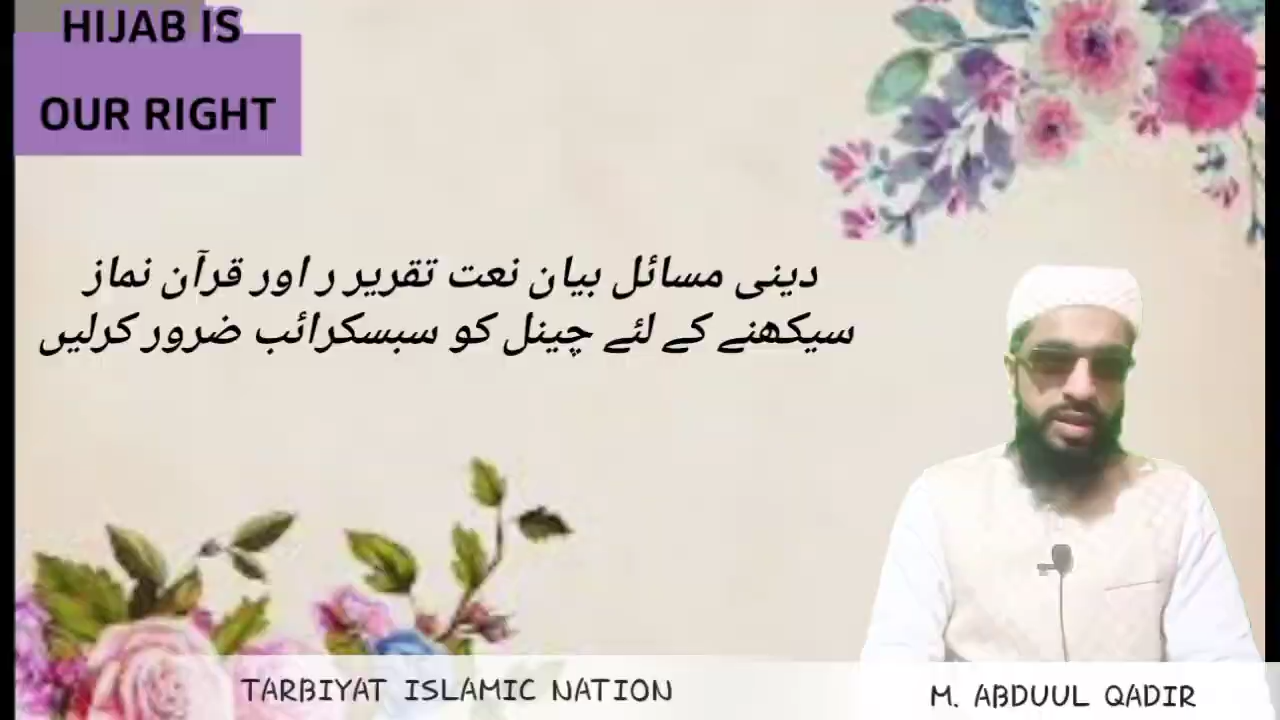 HIJAB IS
OUR RIGHT
دینی مسائل بیان نعت تقریر ر اور قرآن نماز
سیکھنے کے لئے چینل کو سبسکرائب ضرور کرلیں
TARBIYAT ISLAMIC NATION
M. ABDUUL QADIR